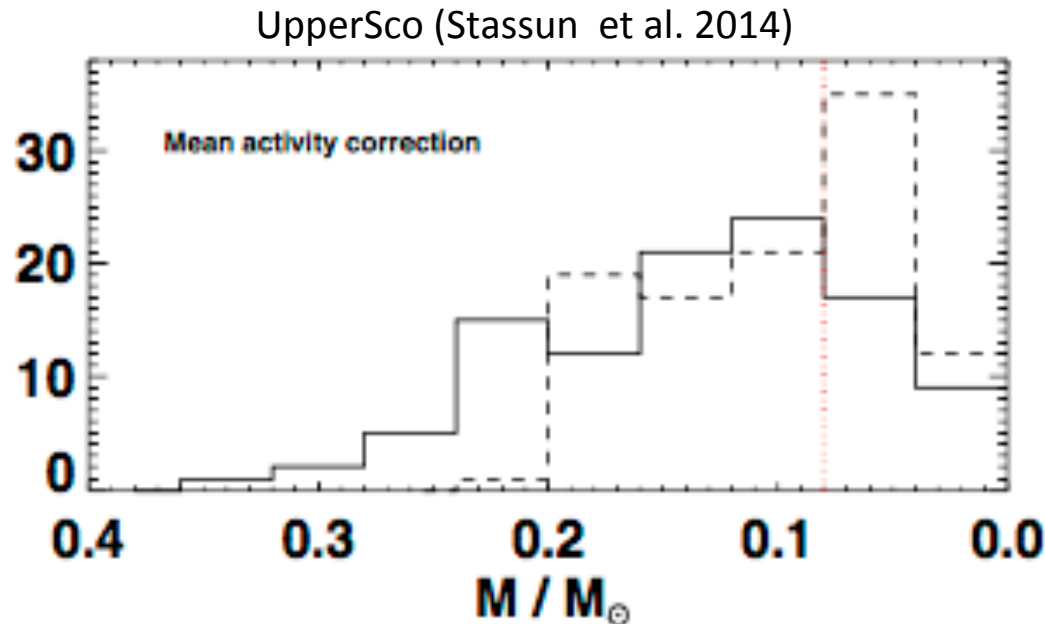 UpperSco (Stassun et al. 2014)
Mean activity correction
30
20
10
0
0.4 0.3 0.2 0.1 0.0
M / M⊙